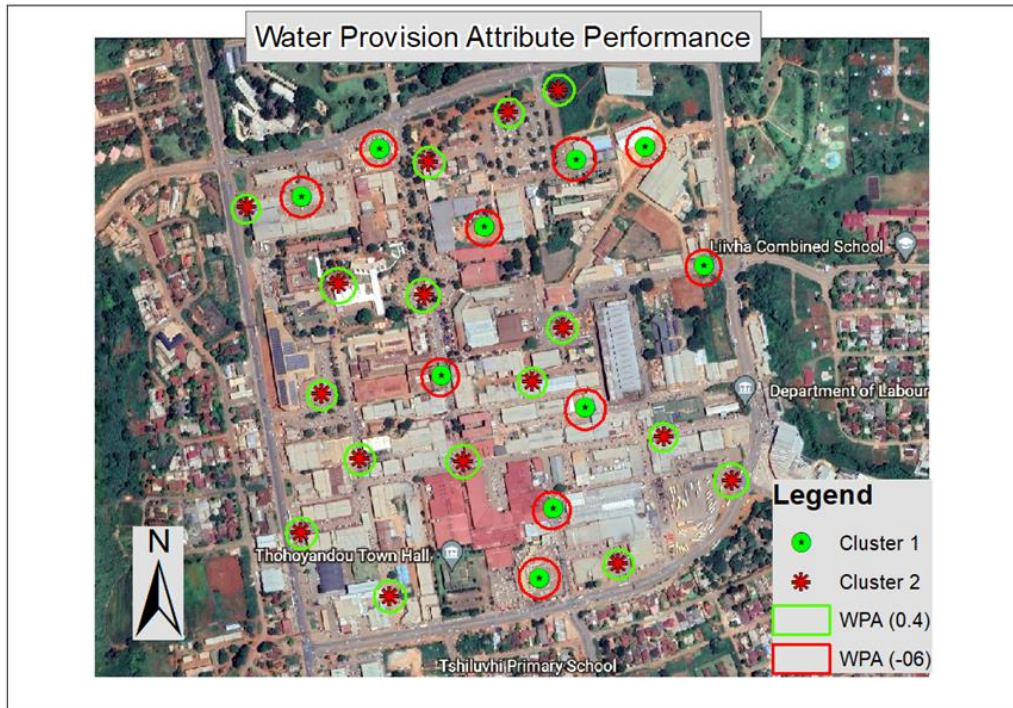 Water Provision Attribute Performance
Liivha Combined School
Department of Labour
Legend
Cluster 1
Cluster 2
WPA (0.4)
WPA (-06)
N
Thohoyandou Town Hall
Tshiluvhi Primary School